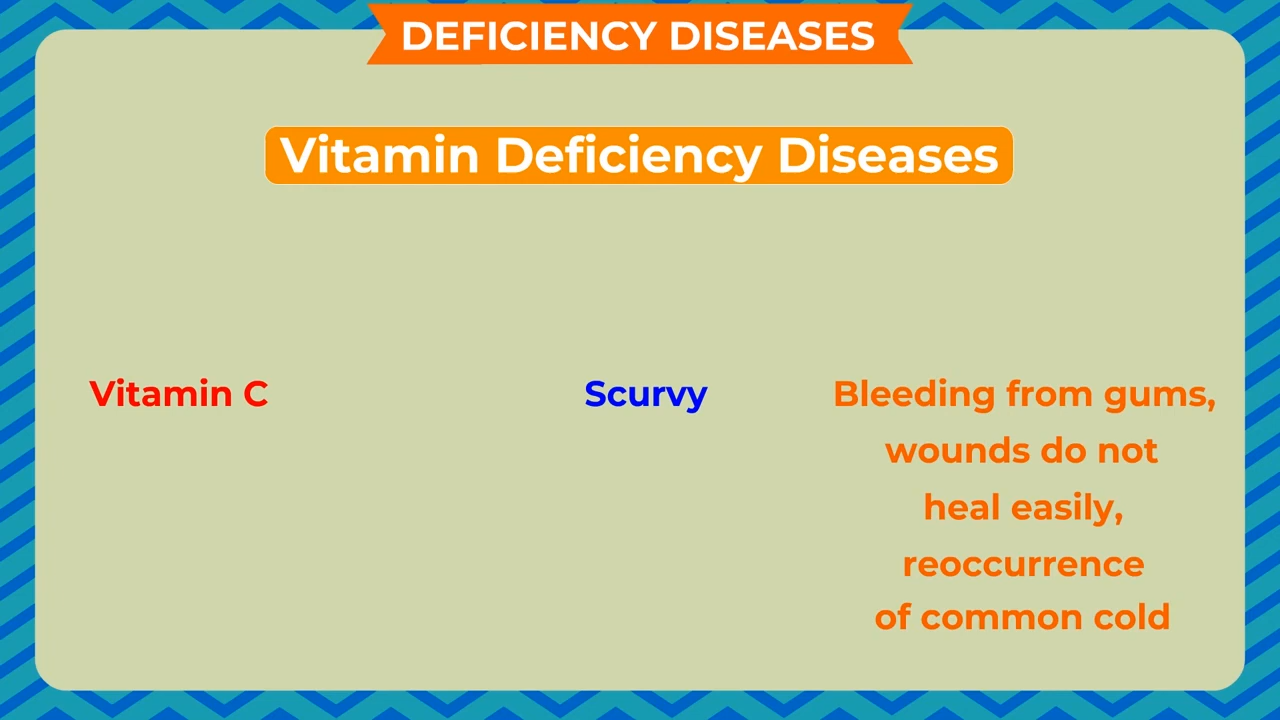 DEFICIENCY DISEASES
Vitamin Deficiency Diseases
Vitamin C
Scurvy
Bleeding from gums,
wounds do not
heal easily,
reoccurrence
of common cold